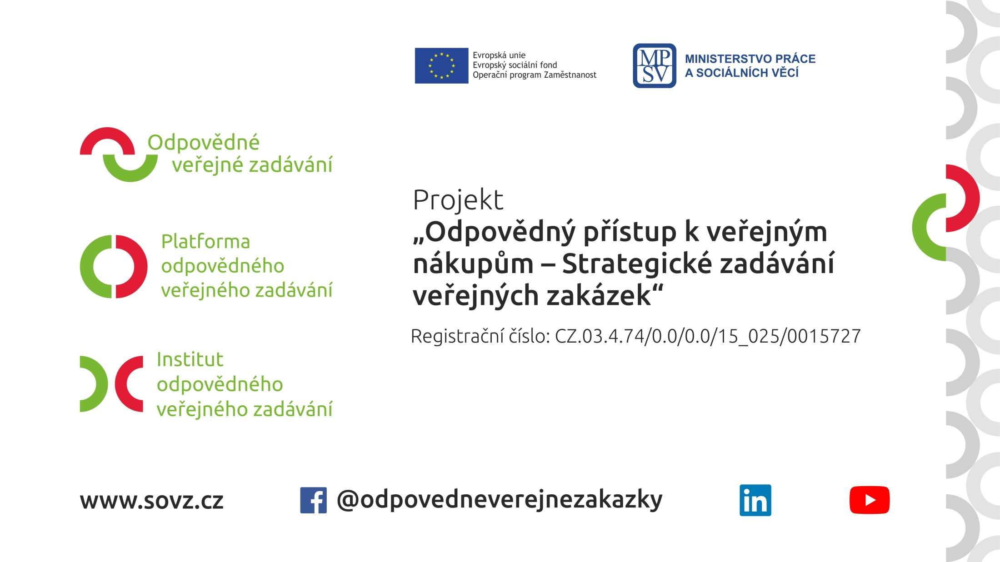 Evropská unie
Evropský sociální fond
Operační program Zaměstnanost
MP
SV
MINISTERSTVO PRÁCE
A SOCIÁLNÍCH VĚCÍ
Odpovědné
veřejné zadávání
Platforma
odpovědného
veřejného zadávání
Institut
odpovědného
veřejného zadávání
Projekt
„Odpovědný přístup k veřejným
nákupům – Strategické zadávání
veřejných zakázek“
Registrační číslo: CZ.03.4.74/0.0/0.0/15_025/0015727
www.sovz.cz
f @odpovedneverejnezakazky
in